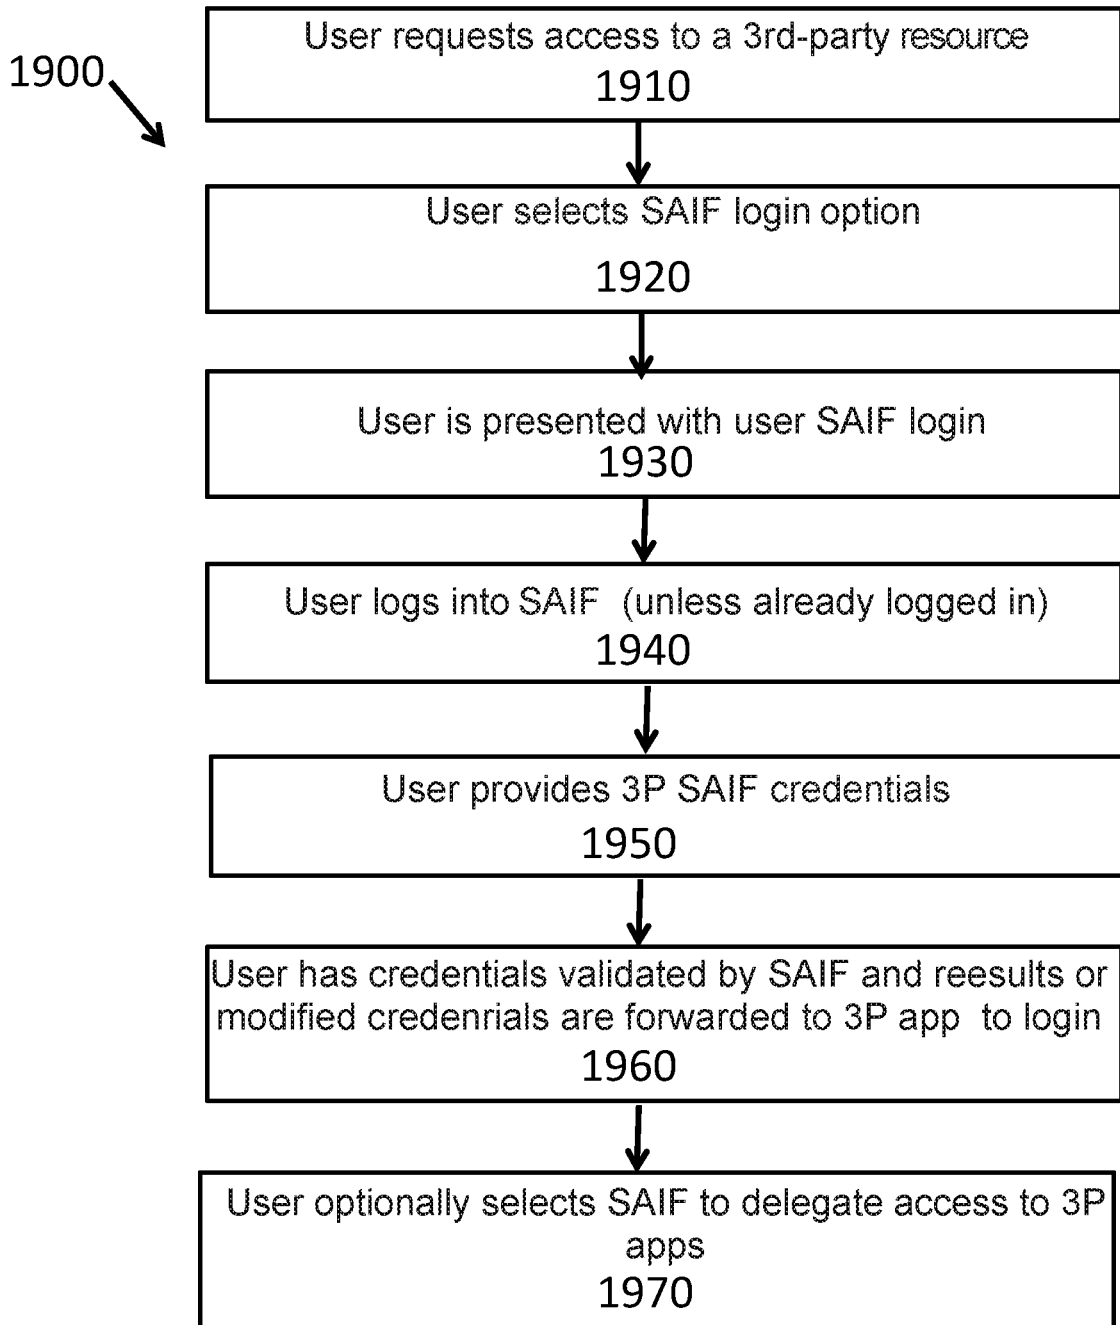 User requests access to a 3rd-party resource
1910
1900
User selects SAIF login option
1920
User is presented with user SAIF login
1930
User logs into SAIF (unless already logged in)
1940
User provides 3P SAIF credentials
1950
User has credentials validated by SAIF and reesults or
modified credenrials are forwarded to 3P app to login
1960
User optionally selects SAIF to delegate access to 3P
apps
1970